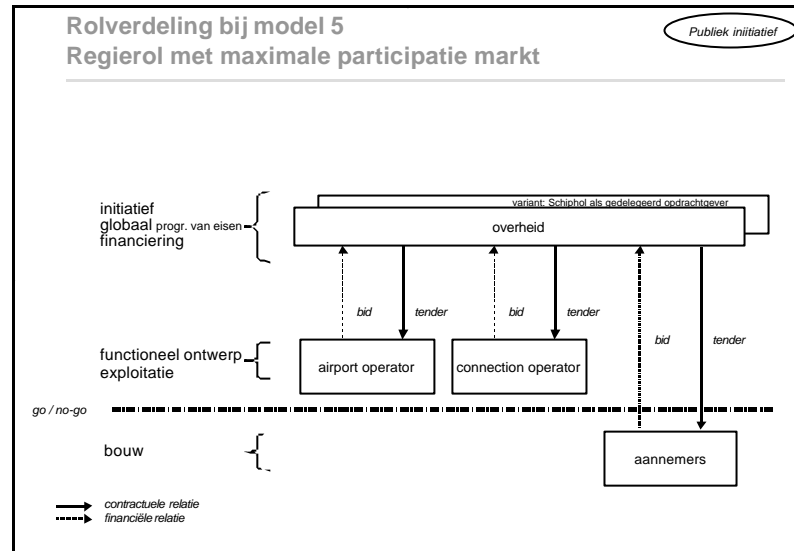 Rolverdeling bij model 5
Regierol met maximale participatie markt
Publiek iniitiatief
variant: Schiphol als gedelegeerd opdrachtgever
initiatief
globaal progr. van eisen
financiering
overheid
bid
tender
bid
tender
bid
tender
functioneel ontwerp
exploitatie
airport operator
connection operator
go / no-go
bouw
aannemers
contractuele relatie
financiële relatie